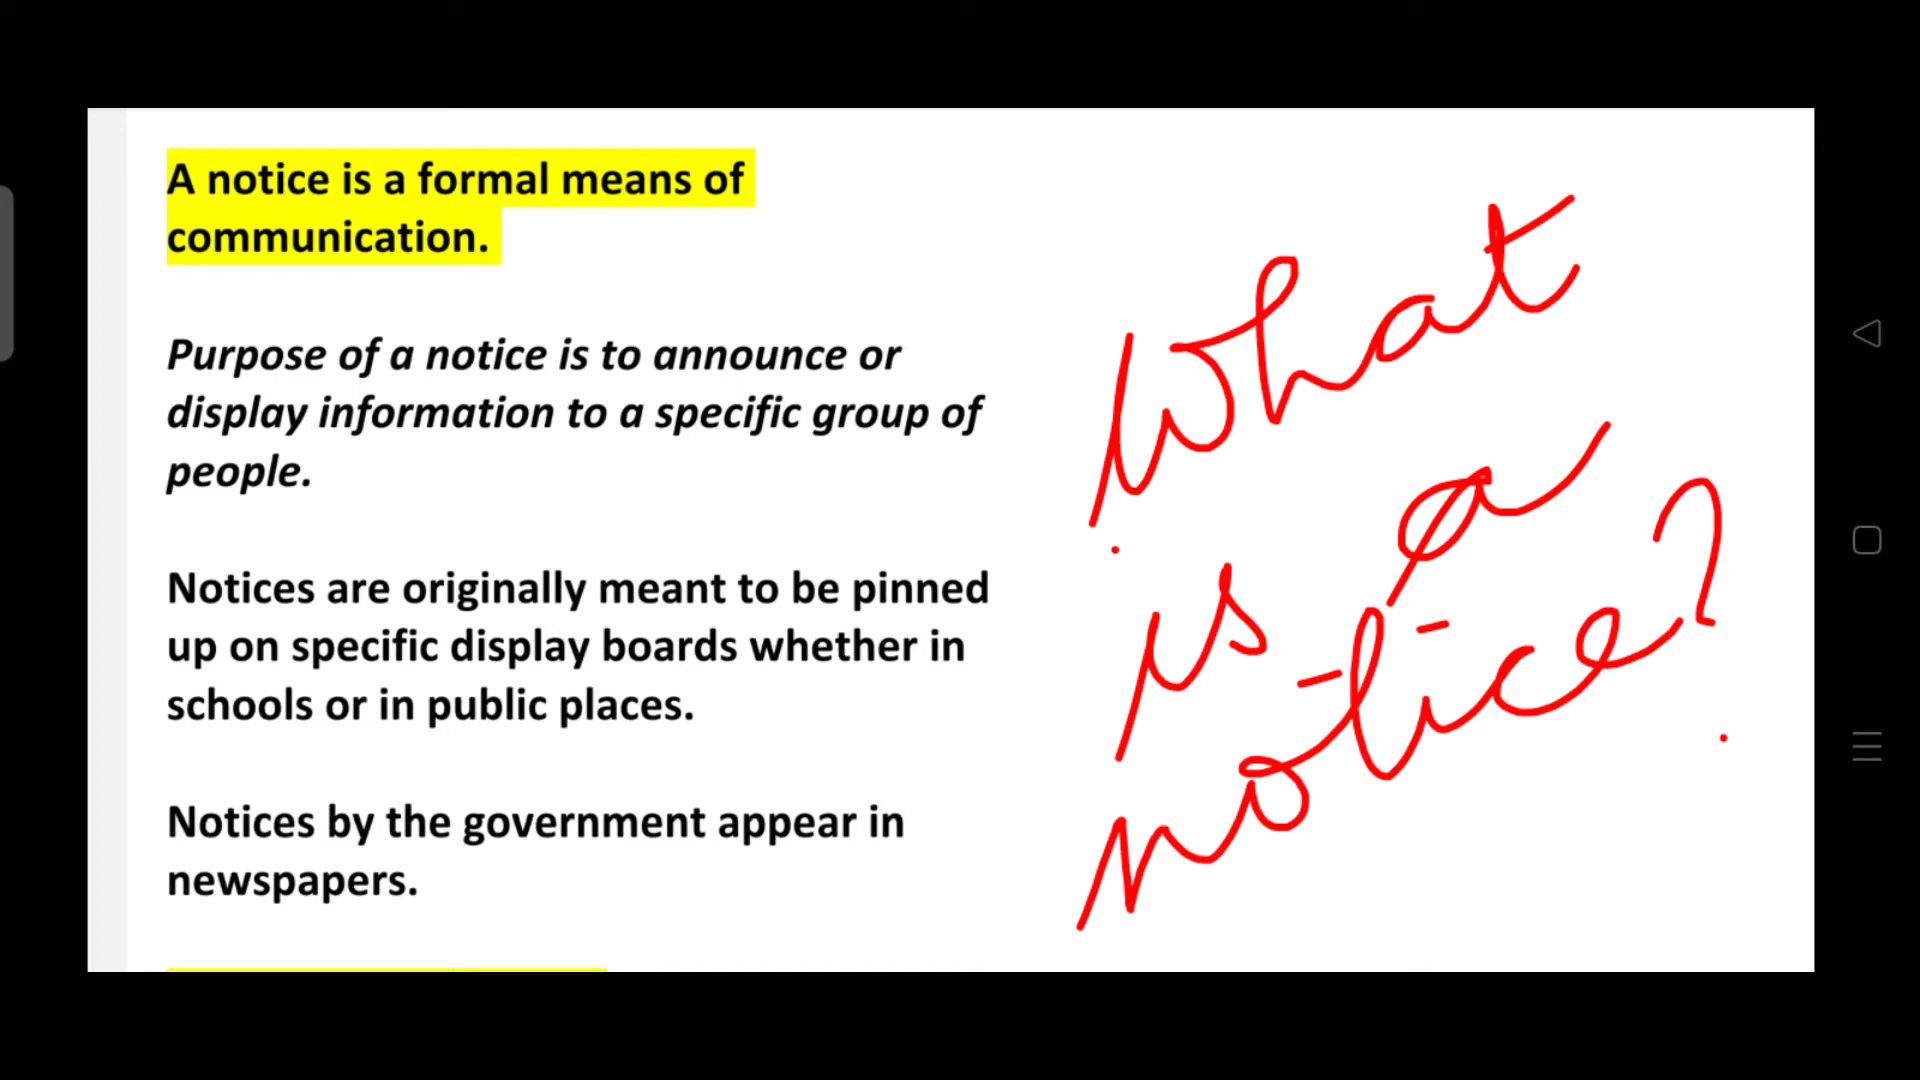 A notice is a formal means of
communication.
Purpose of a notice is to announce or
display information to a specific group of
people.
Notices are originally meant to be pinned
up on specific display boards whether in
schools or in public places.
Notices by the government appear in
newspapers.
What
is a
notice?